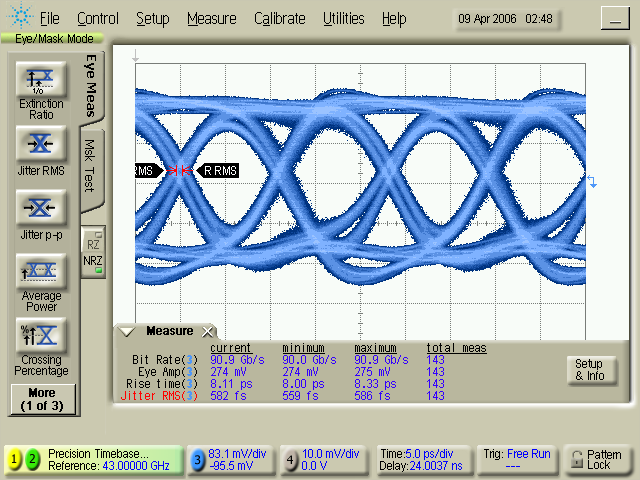 File Control Setup Measure Calibrate Utilities Help 09 Apr 2006 02:48
Eye/Mask Mode
Eye Meas
Msk Test
1/0
Extinction
Ratio
Jitter RMS
Jitter p-p
RZ
NRZ
Average
Power
%
Crossing
Percentage
More
(1 of 3)
RMS R RMS
Measure
current minimum maximum total meas
Bit Rate(3) 90.9 Gb/s 90.0 Gb/s 90.9 Gb/s 143
Eye Amp(3) 274 mV 274 mV 275 mV 143
Rise time(3) 8.11 ps 8.00 ps 8.33 ps 143
Jitter RMS(3) 582 fs 559 fs 586 fs 143
Setup
& Info
1 2 Precision Timebase...
Reference: 43.00000 GHz
3 83.1 mV/div
-95.5 mV
4 10.0 mV/div
0.0 V
Time:5.0 ps/div
Delay:24.0037 ns
Trig: Free Run
---
Pattern
Lock